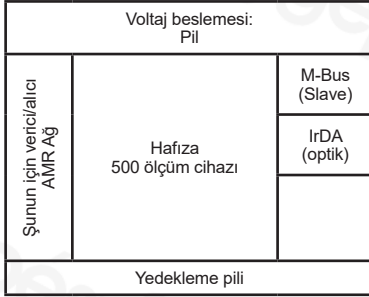 Voltaj beslemesi:
Pil
Şunun için verici/alıcı
AMR Ağ
Hafıza
500 ölçüm cihazı
M-Bus
(Slave)
IrDA
(optik)
Yedekleme pili